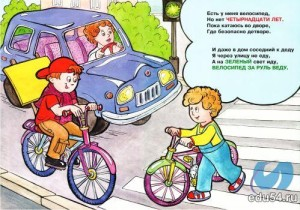 Есть у меня велосипед,
Но нет ЧЕТЫРНАДЦАТИ ЛЕТ.
Пока катаюсь во дворе,
Где безопасно детворе.
И даже в дом соседний к деду
Я через улицу не еду,
А на ЗЕЛЕНЫЙ свет иду,
ВЕЛОСИПЕД ЗА РУЛЬ ВЕДУ.
edu54.ru